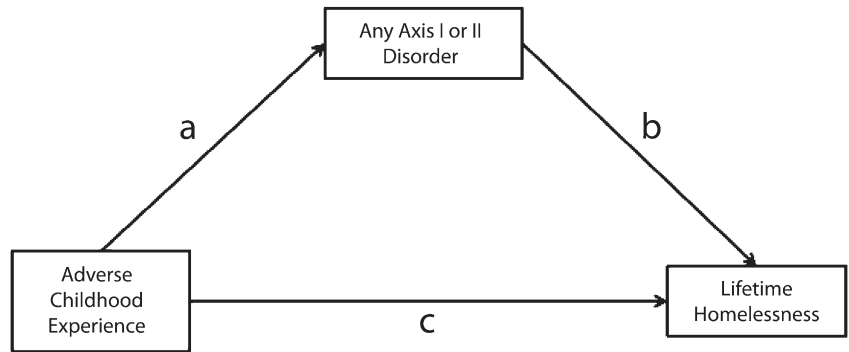 Any Axis I or II
Disorder
a
b
Adverse
Childhood
Experience
c
Lifetime
Homelessness